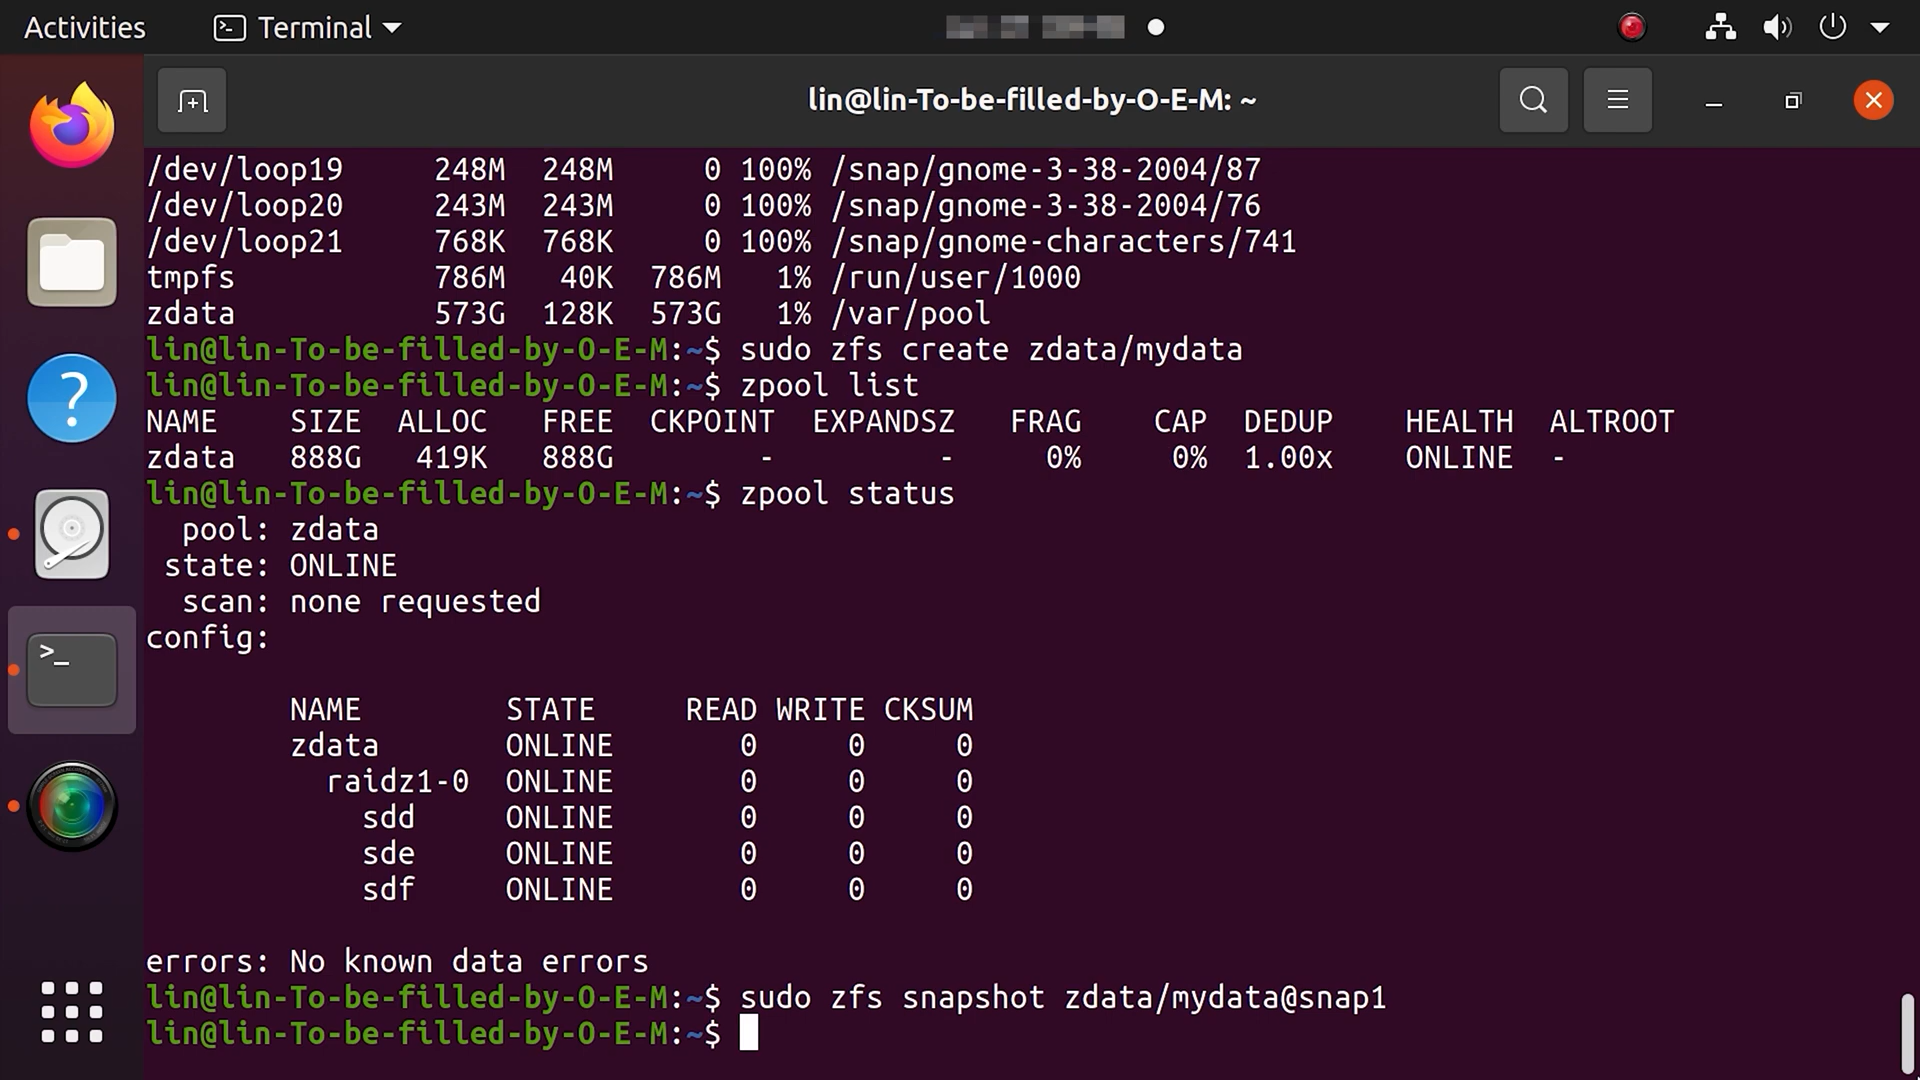 Activities Terminal
lin@lin-To-be-filled-by-O-E-M: ~
/dev/loop19 248M 248M 0 100% /snap/gnome-3-38-2004/87
/dev/loop20 243M 243M 0 100% /snap/gnome-3-38-2004/76
/dev/loop21 768K 768K 0 100% /snap/gnome-characters/741
tmpfs 786M 40K 786M 1% /run/user/1000
zdata 573G 128K 573G 1% /var/pool
lin@lin-To-be-filled-by-O-E-M:~$ sudo zfs create zdata/mydata
lin@lin-To-be-filled-by-O-E-M:~$ zpool list
NAME SIZE ALLOC FREE CKPOINT EXPANDSZ FRAG CAP DEDUP HEALTH ALTROOT
zdata 888G 419K 888G - - 0% 0% 1.00x ONLINE -
lin@lin-To-be-filled-by-O-E-M:~$ zpool status
pool: zdata
state: ONLINE
scan: none requested
config:
NAME STATE READ WRITE CKSUM
zdata ONLINE 0 0 0
raidz1-0 ONLINE 0 0 0
sdd ONLINE 0 0 0
sde ONLINE 0 0 0
sdf ONLINE 0 0 0
errors: No known data errors
lin@lin-To-be-filled-by-O-E-M:~$ sudo zfs snapshot zdata/mydata@snap1
lin@lin-To-be-filled-by-O-E-M:~$